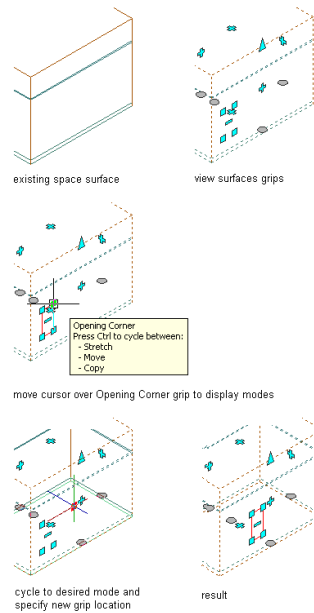 existing space surface
view surfaces grips
Opening Corner
Press Ctrl to cycle between:
- Stretch
- Move
- Copy
move cursor over Opening Corner grip to display modes
cycle to desired mode and
specify new grip location
result